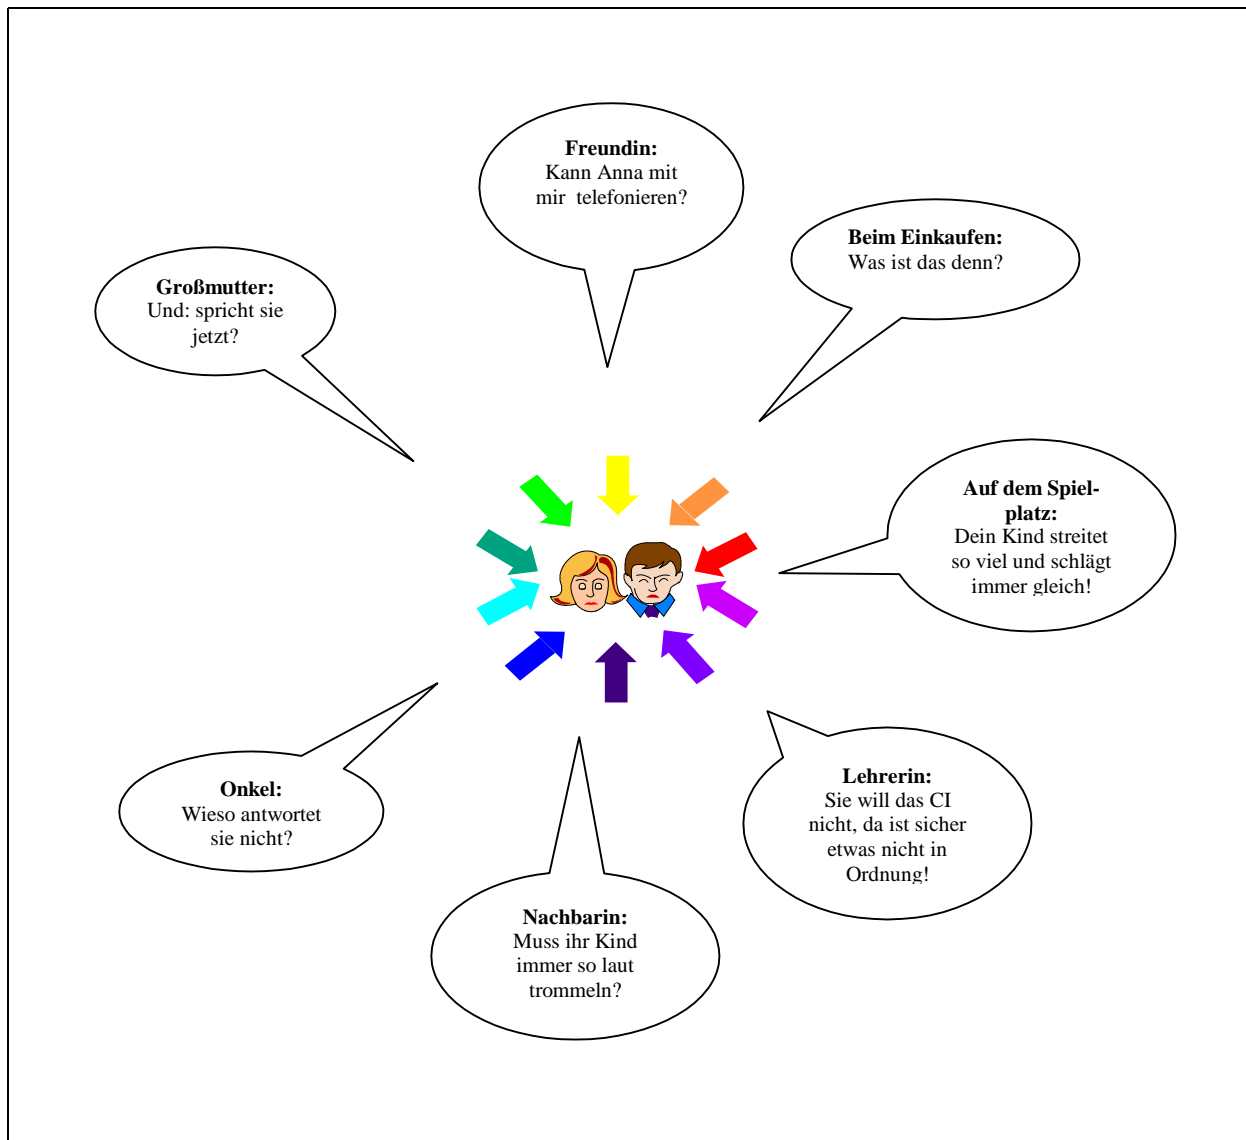 Freundin:
Kann Anna mit
mir telefonieren?
Beim Einkaufen:
Was ist das denn?
Großmutter:
Und: spricht sie
jetzt?
Auf dem Spiel-
platz:
Dein Kind streitet
so viel und schlägt
immer gleich!
Onkel:
Wieso antwortet
sie nicht?
Lehrerin:
Sie will das CI
nicht, da ist sicher
etwas nicht in
Ordnung!
Nachbarin:
Muss ihr Kind
immer so laut
trommeln?